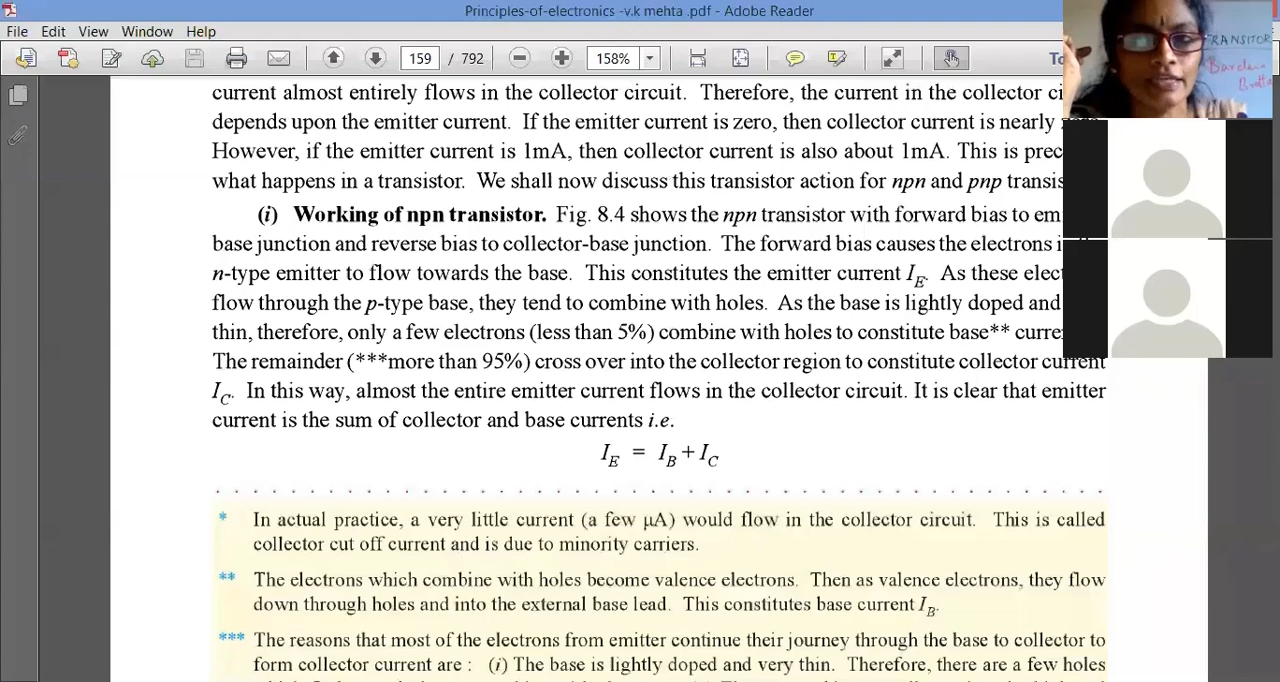 Principles-of-electronics -v.k mehta .pdf - Adobe Reader
File Edit View Window Help
159 / 792 158% To
current almost entirely flows in the collector circuit. Therefore, the current in the collector ci
depends upon the emitter current. If the emitter current is zero, then collector current is nearly
However, if the emitter current is 1mA, then collector current is also about 1mA. This is prec
what happens in a transistor. We shall now discuss this transistor action for npn and pnp transis
(i) Working of npn transistor. Fig. 8.4 shows the npn transistor with forward bias to em
base junction and reverse bias to collector-base junction. The forward bias causes the electrons i
n-type emitter to flow towards the base. This constitutes the emitter current IE. As these elect
flow through the p-type base, they tend to combine with holes. As the base is lightly doped and
thin, therefore, only a few electrons (less than 5%) combine with holes to constitute base** curre
The remainder (***more than 95%) cross over into the collector region to constitute collector current
IC. In this way, almost the entire emitter current flows in the collector circuit. It is clear that emitter
current is the sum of collector and base currents i.e.
IE = IB + IC
* In actual practice, a very little current (a few µA) would flow in the collector circuit. This is called
collector cut off current and is due to minority carriers.
** The electrons which combine with holes become valence electrons. Then as valence electrons, they flow
down through holes and into the external base lead. This constitutes base current IB.
*** The reasons that most of the electrons from emitter continue their journey through the base to collector to
form collector current are : (i) The base is lightly doped and very thin. Therefore, there are a few holes
RANSITOR